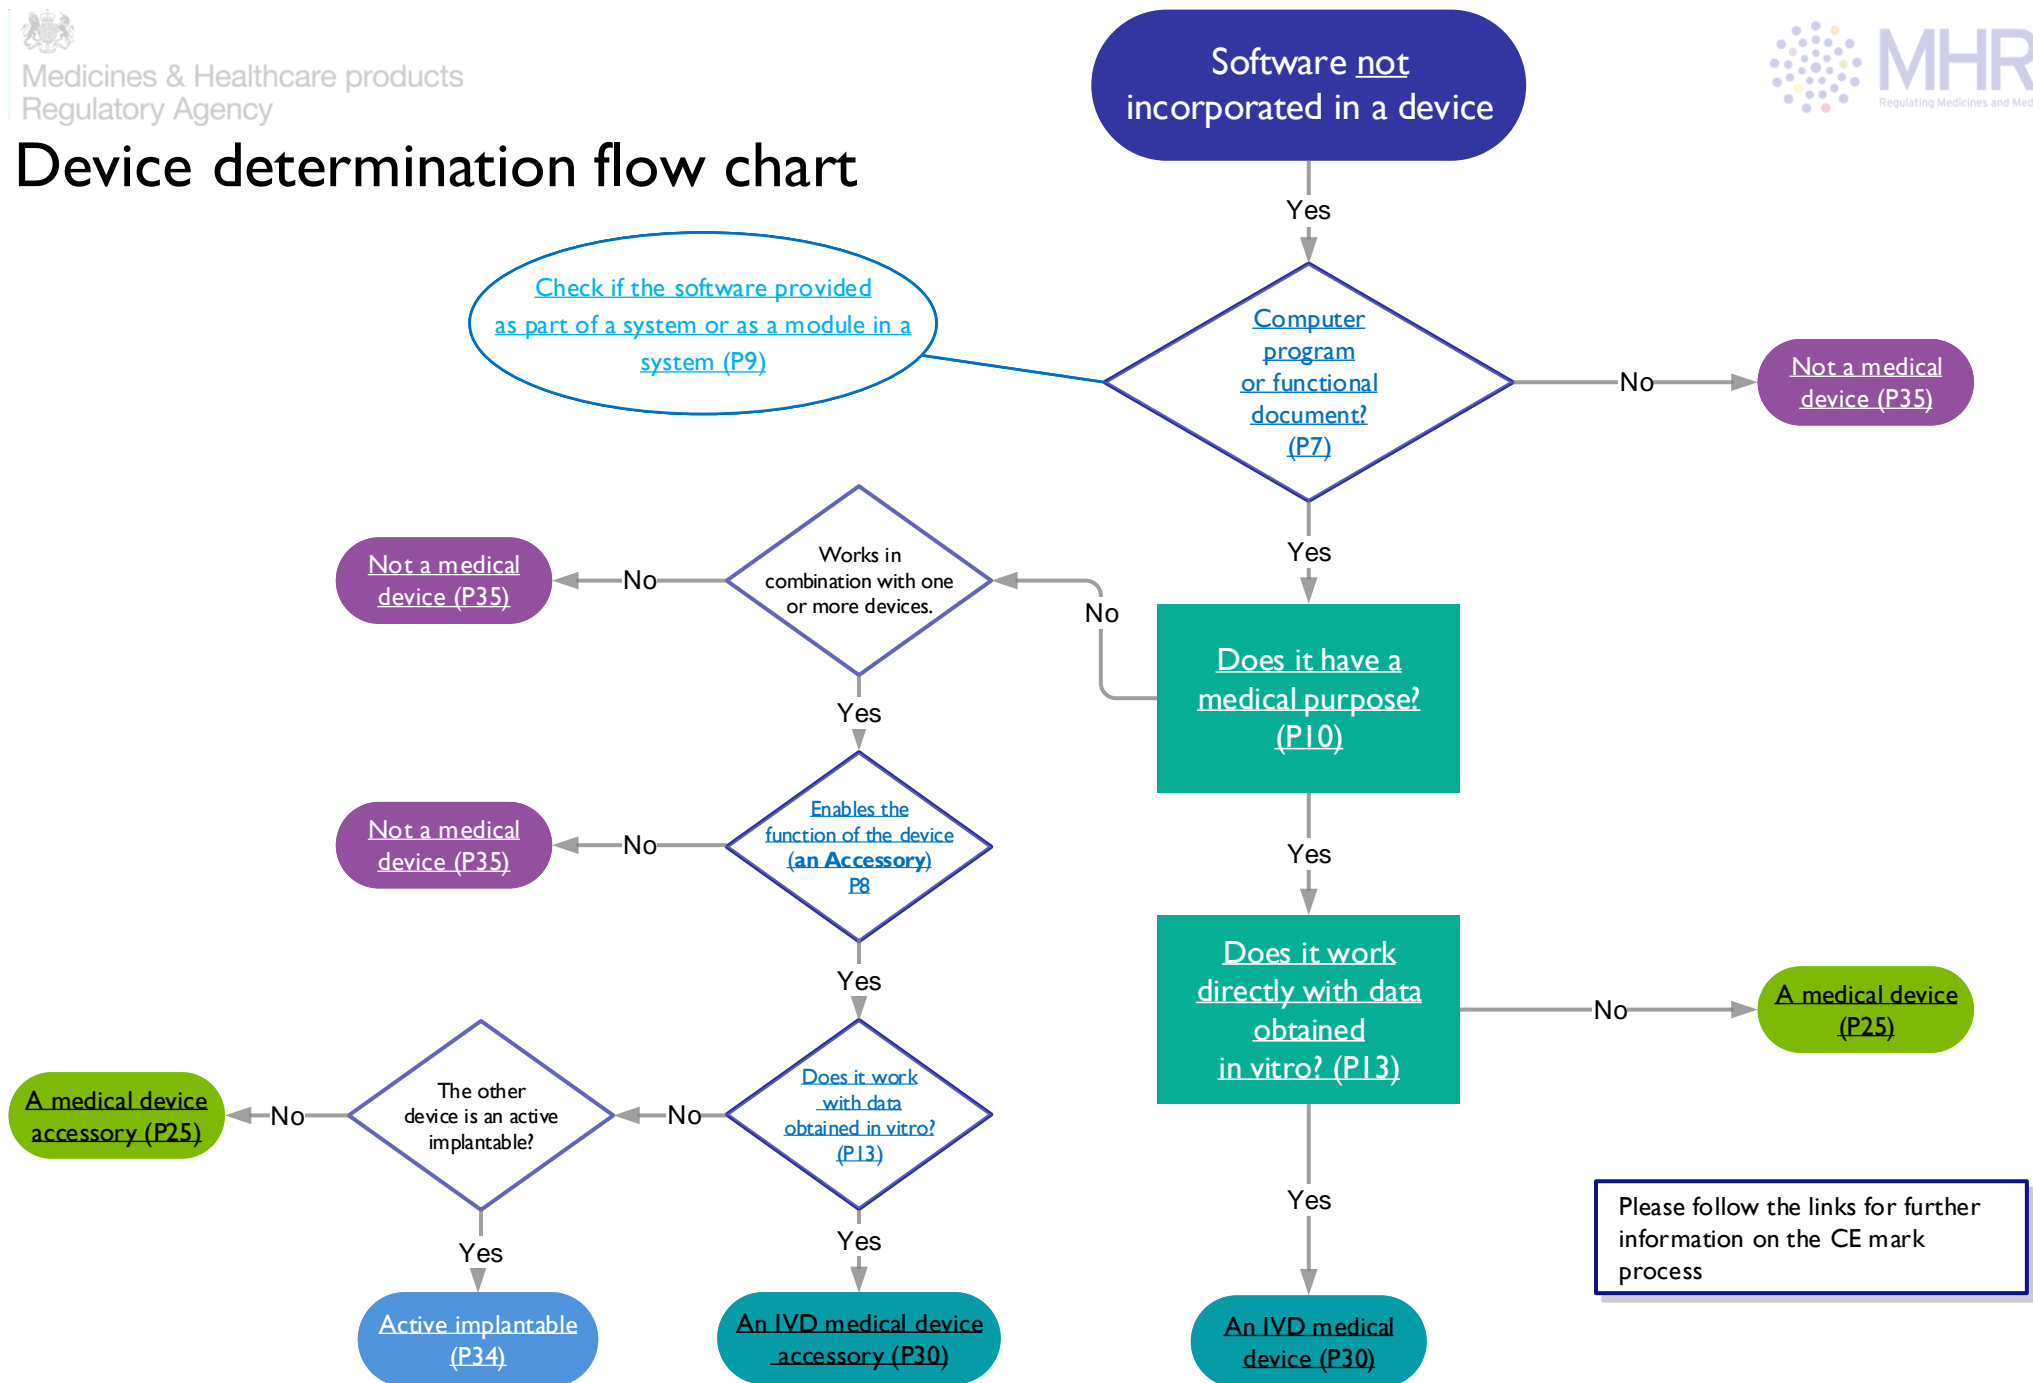 Medicines & Healthcare products
Regulatory Agency
MHR
Regulating Medicines and Med
Device determination flow chart
Software not
incorporated in a device
Yes
Check if the software provided
as part of a system or as a module in a
system (P9)
Computer
program
or functional
document?
(P7)
No
Not a medical
device (P35)
Yes
Works in
combination with one
or more devices.
No
Not a medical
device (P35)
No
Does it have a
medical purpose?
(P10)
Yes
Enables the
function of the device
(an Accessory)
P8
No
Not a medical
device (P35)
Yes
Yes
Does it work
directly with data
obtained
in vitro? (P13)
No
A medical device
(P25)
Does it work
with data
obtained in vitro?
(P13)
No
The other
device is an active
implantable?
No
A medical device
accessory (P25)
Yes
Yes
Yes
Please follow the links for further
information on the CE mark
process
Active implantable
(P34)
An IVD medical device
accessory (P30)
An IVD medical
device (P30)